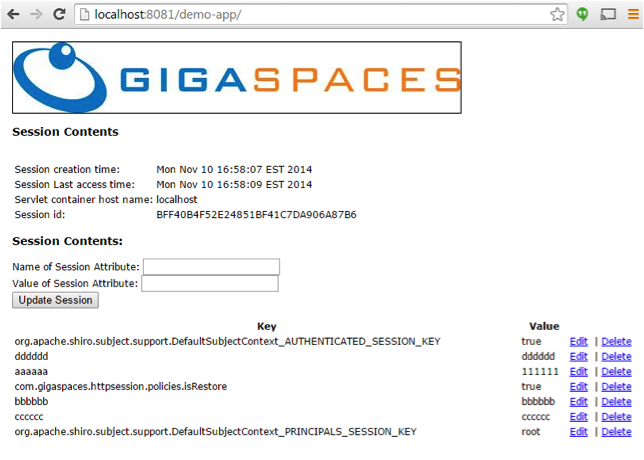 localhost:8081/demo-app/
GIGASPACES
Session Contents
Session creation time: Mon Nov 10 16:58:07 EST 2014
Session Last access time: Mon Nov 10 16:58:09 EST 2014
Servlet container host name: localhost
Session id: BFF40B4F52E24851BF41C7DA906A87B6
Session Contents:
Name of Session Attribute:
Value of Session Attribute:
Update Session
Key Value
org.apache.shiro.subject.support.DefaultSubjectContext_AUTHENTICATED_SESSION_KEY true Edit | Delete
dddddd dddddd Edit | Delete
aaaaaa 111111 Edit | Delete
com.gigaspaces.httpsession.policies.isRestore true Edit | Delete
bbbbbb bbbbbb Edit | Delete
cccccc cccccc Edit | Delete
org.apache.shiro.subject.support.DefaultSubjectContext_PRINCIPALS_SESSION_KEY root Edit | Delete